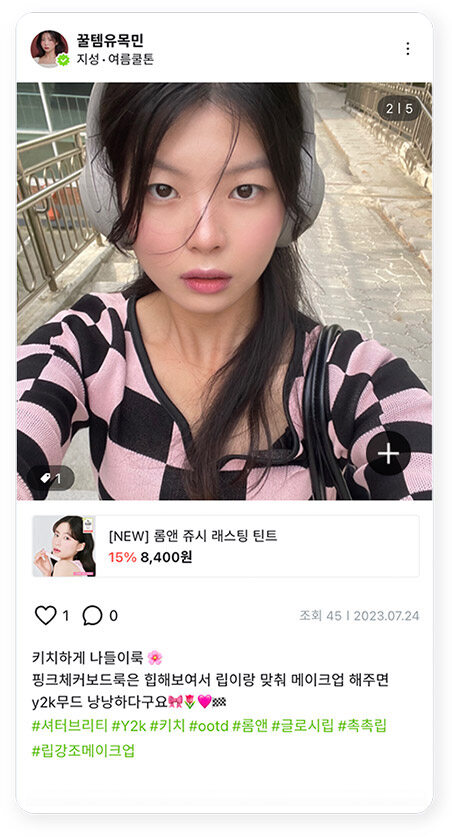 꿀템유목민
지성 · 여름쿨톤
2 | 5
1
[NEW] 롬앤 쥬시 래스팅 틴트
15% 8,400원
1 0 조회 45 | 2023.07.24
키치하게 나들이룩 🌸
핑크체커보드룩은 힙해보여서 립이랑 맞춰 메이크업 해주면
y2k무드 낭낭하다구요🎀🌷💖🏁
#셔터브리티 #Y2k #키치 #ootd #롬앤 #글로시립 #촉촉립
#립강조메이크업